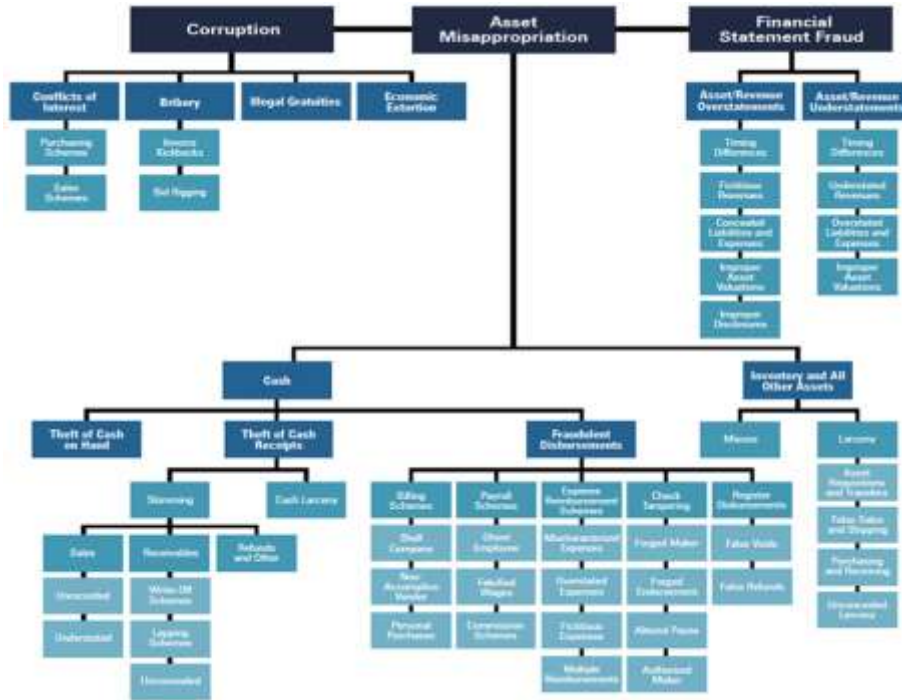 Corruption
Asset
Misappropriation
Financial
Statement Fraud
Conflicts of
Interest
Bribery
Illegal Gratuities
Economic
Extortion
Asset/Revenue
Overstatements
Asset/Revenue
Understatements
Purchasing
Schemes
Sales
Schemes
Invoice
Kickbacks
Bid Rigging
Timing
Differences
Fictitious
Revenues
Concealed
Liabilities and
Expenses
Improper
Asset
Valuations
Improper
Disclosures
Timing
Differences
Understated
Revenues
Overstated
Liabilities and
Expenses
Improper
Asset
Valuations
Cash
Inventory and All
Other Assets
Theft of Cash
on Hand
Theft of Cash
Receipts
Fraudulent
Disbursements
Misuse
Larceny
Skimming
Cash Larceny
Billing
Schemes
Payroll
Schemes
Expense
Reimbursement
Schemes
Check
Tampering
Register
Disbursements
Asset
Requisitions
and Transfers
False Sales
and Shipping
Purchasing
and Receiving
Unconcealed
Larceny
Sales
Receivables
Refunds
and Other
Unrecorded
Understated
Write-Off
Schemes
Lapping
Schemes
Unconcealed
Shell
Company
Non-
Accomplice
Vendor
Personal
Purchases
Ghost
Employee
Falsified
Wages
Commission
Schemes
Mischaracterized
Expenses
Overstated
Expenses
Fictitious
Expenses
Multiple
Reimbursements
Forged
Maker
Forged
Endorsement
Altered Payee
Authorized
Maker
False Voids
False Refunds